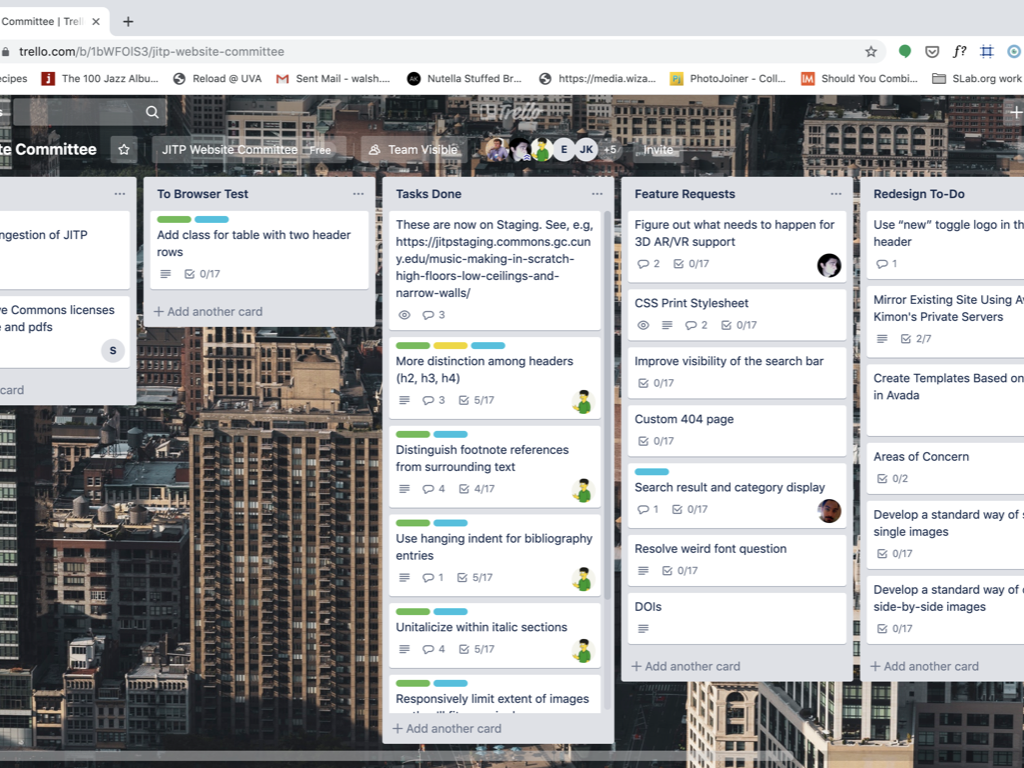 Committee | Trel
trello.com/b/1bWFOlS3/jitp-website-committee
f?
ecipes
The 100 Jazz Albu...
Reload @ UVA
Sent Mail - walsh....
Nutella Stuffed Br...
https://media.wiza...
PhotoJoiner - Coll...
Should You Combi...
SLab.org work
Trello
te Committee
JITP Website Committee
Free
Team Visible
E
JK
+5
Invite
ngestion of JITP
ve Commons licenses
e and pdfs
S
card
To Browser Test
Add class for table with two header
rows
0/17
+ Add another card
Tasks Done
These are now on Staging. See, e.g,
https://jitpstaging.commons.gc.cun
y.edu/music-making-in-scratch-
high-floors-low-ceilings-and-
narrow-walls/
3
More distinction among headers
(h2, h3, h4)
3 5/17
Distinguish footnote references
from surrounding text
4 4/17
Use hanging indent for bibliography
entries
1 5/17
Unitalicize within italic sections
4 5/17
Responsively limit extent of images
+ Add another card
Feature Requests
Figure out what needs to happen for
3D AR/VR support
2 0/17
CSS Print Stylesheet
2 0/17
Improve visibility of the search bar
0/17
Custom 404 page
0/17
Search result and category display
1 0/17
Resolve weird font question
0/17
DOIs
+ Add another card
Redesign To-Do
Use “new” toggle logo in th
header
1
Mirror Existing Site Using Av
Kimon's Private Servers
2/7
Create Templates Based on
in Avada
Areas of Concern
0/2
Develop a standard way of s
single images
0/17
Develop a standard way of
side-by-side images
0/17
+ Add another card